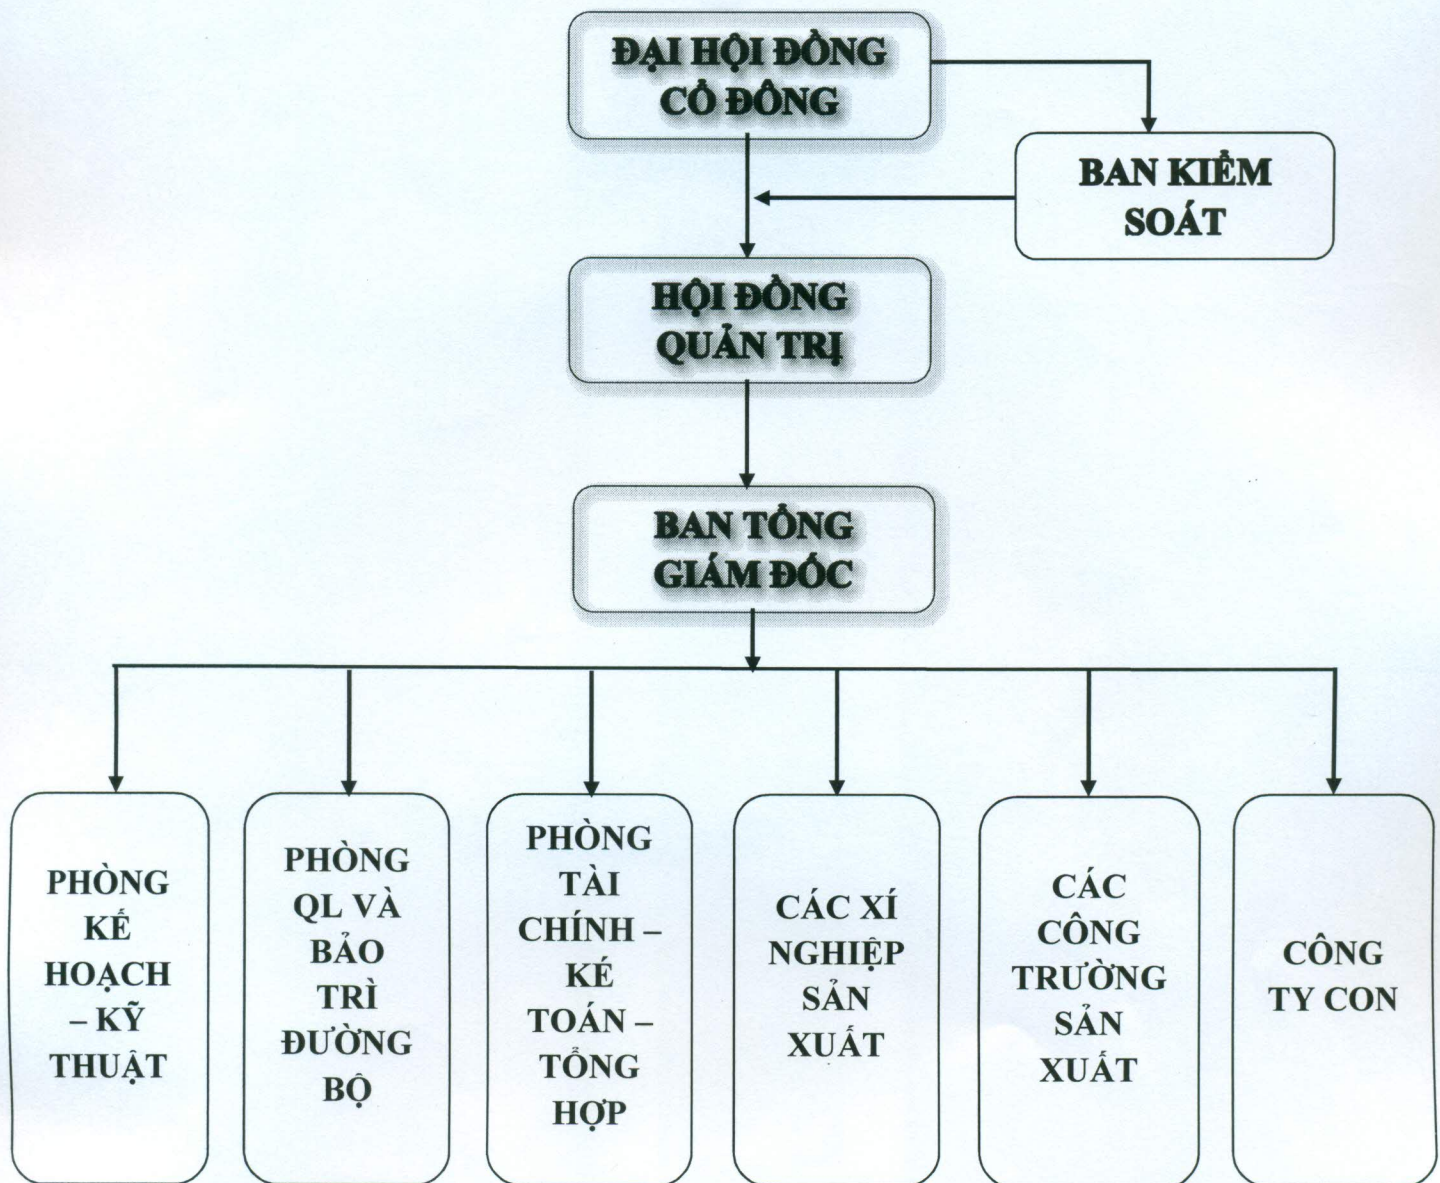 ĐẠI HỘI ĐỒNG
CỔ ĐÔNG
BAN KIỂM
SOÁT
HỘI ĐỒNG
QUẢN TRỊ
BAN TỔNG
GIÁM ĐỐC
PHÒNG
KẾ
HOẠCH
– KỸ
THUẬT
PHÒNG
QL VÀ
BẢO
TRÌ
ĐƯỜNG
BỘ
PHÒNG
TÀI
CHÍNH –
KÉ
TOÁN –
TỔNG
HỢP
CÁC XÍ
NGHIỆP
SẢN
XUẤT
CÁC
CÔNG
TRƯỜNG
SẢN
XUẤT
CÔNG
TY CON